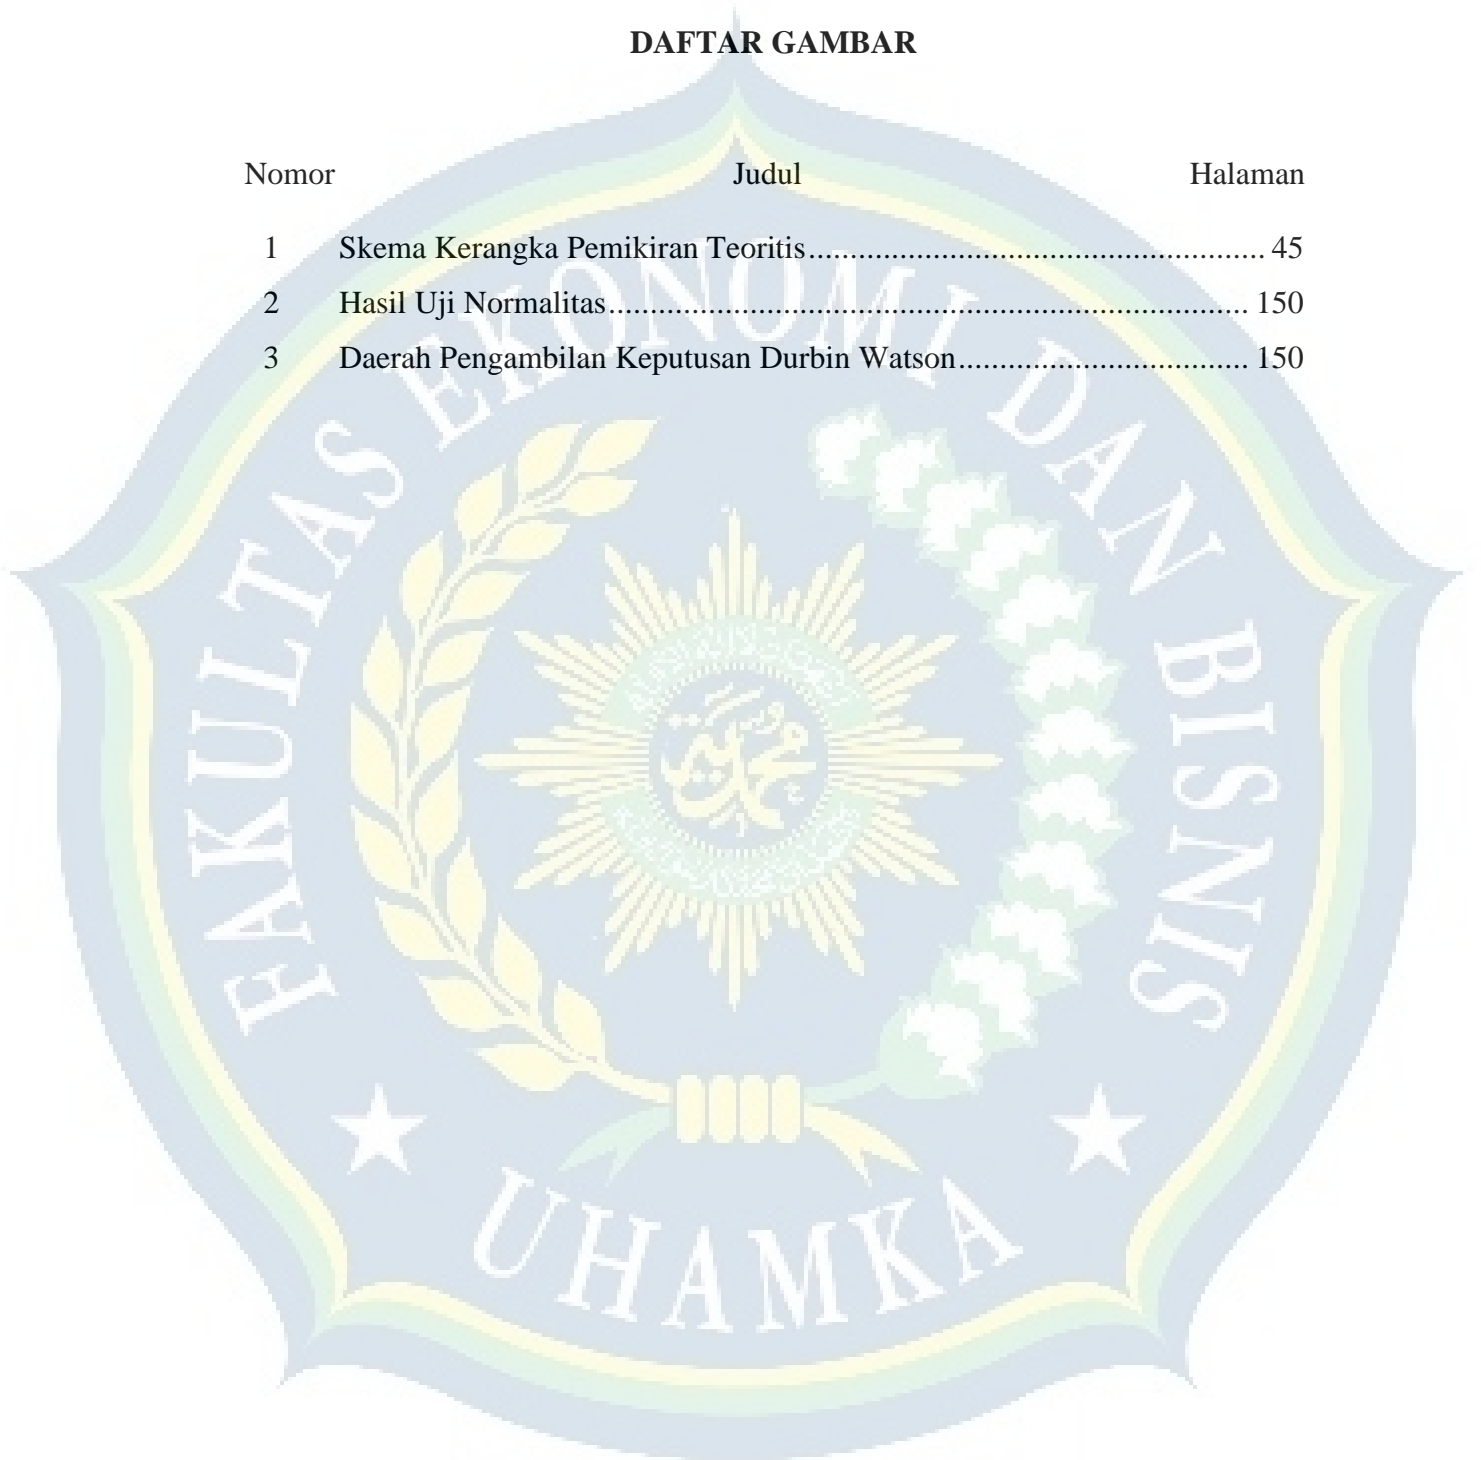 DAFTAR GAMBAR
Nomor Judul Halaman
1 Skema Kerangka Pemikiran Teoritis........................................................ 45
2 Hasil Uji Normalitas.............................................................................. 150
3 Daerah Pengambilan Keputusan Durbin Watson................................... 150
FAKULTAS EKONOMI DAN BISNIS
UHAMKA